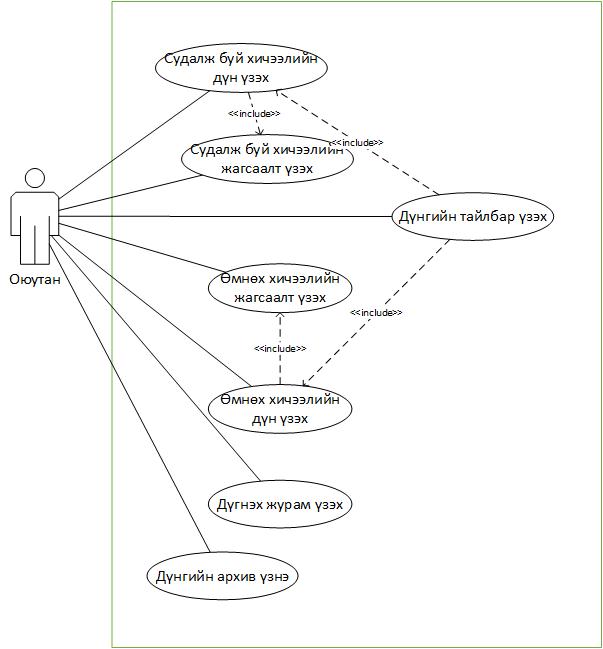 Судалж буй хичээлийн
дүн үзэх
<<include>>
Судалж буй хичээлийн
жагсаалт үзэх
<<include>>
Дүнгийн тайлбар үзэх
Оюутан
Өмнөх хичээлийн
жагсаалт үзэх
<<include>>
<<include>>
Өмнөх хичээлийн
дүн үзэх
Дүгнэх журам үзэх
Дүнгийн архив үзнэ